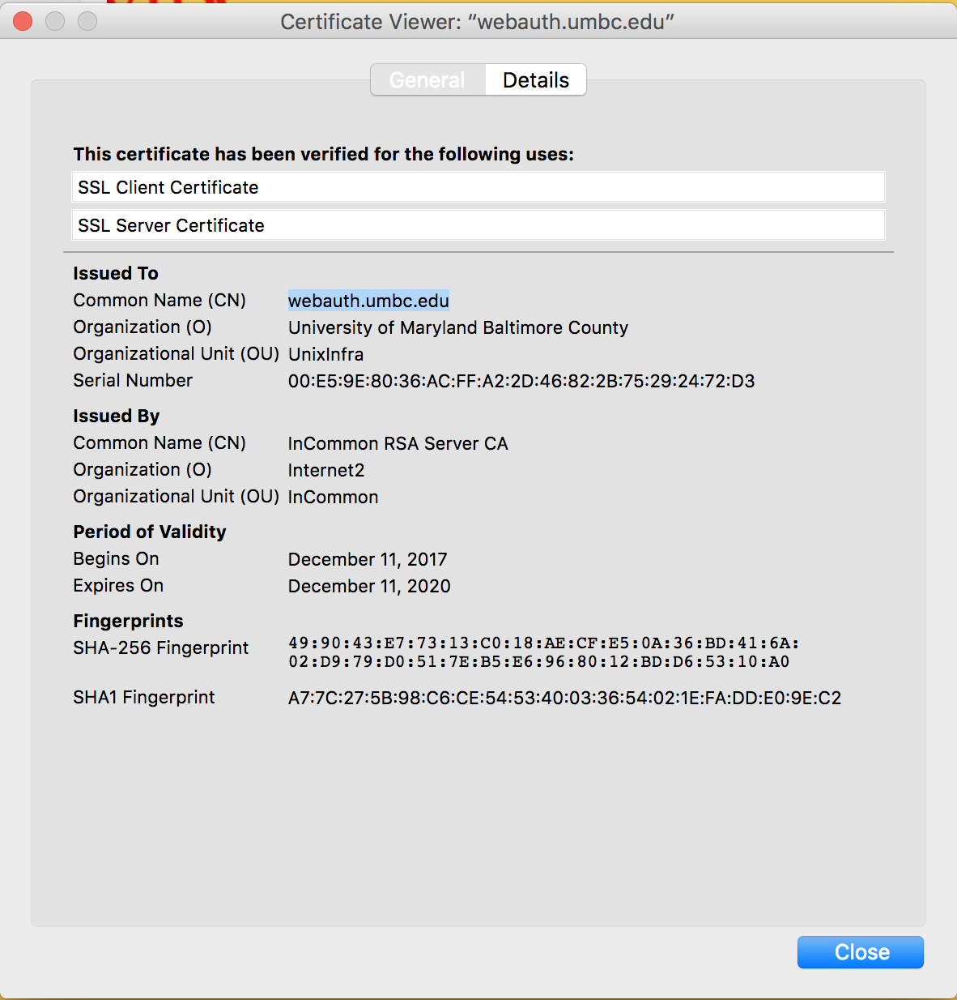 Certificate Viewer: “webauth.umbc.edu”
General Details
This certificate has been verified for the following uses:
SSL Client Certificate
SSL Server Certificate
Issued To
Common Name (CN) webauth.umbc.edu
Organization (O) University of Maryland Baltimore County
Organizational Unit (OU) UnixInfra
Serial Number 00:E5:9E:80:36:AC:FF:A2:2D:46:82:2B:75:29:24:72:D3
Issued By
Common Name (CN) InCommon RSA Server CA
Organization (O) Internet2
Organizational Unit (OU) InCommon
Period of Validity
Begins On December 11, 2017
Expires On December 11, 2020
Fingerprints
SHA-256 Fingerprint 49:90:43:E7:73:13:C0:18:AE:CF:E5:0A:36:BD:41:6A:
02:D9:79:D0:51:7E:B5:E6:96:80:12:BD:D6:53:10:A0
SHA1 Fingerprint A7:7C:27:5B:98:C6:CE:54:53:40:03:36:54:02:1E:FA:DD:E0:9E:C2
Close